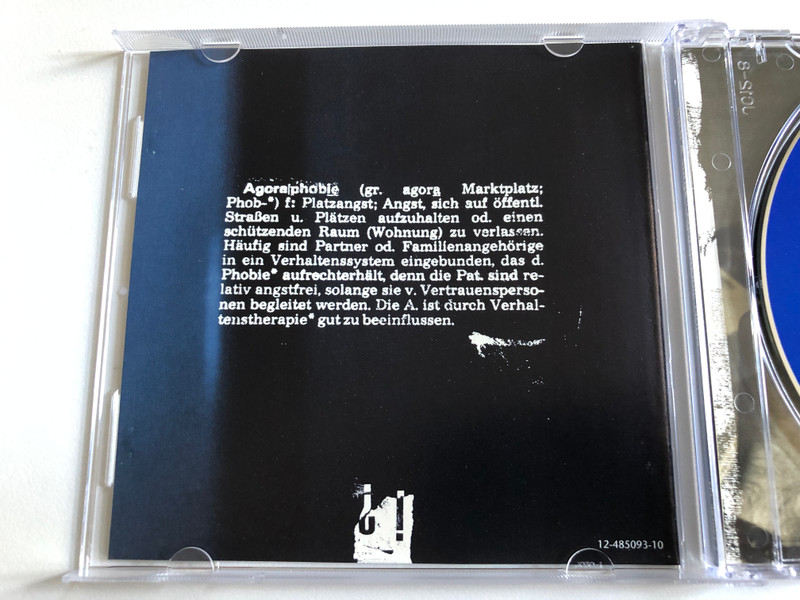 Agoraphobie (gr. agora Marktplatz;
Phob-*) f: Platzangst; Angst, sich auf öffentl.
Straßen u. Plätzen aufzuhalten od. einen
schützenden Raum (Wohnung) zu verlassen.
Häufig sind Partner od. Familienangehörige
in ein Verhaltenssystem eingebunden, das d.
Phobie* aufrechterhält, denn die Pat. sind re-
lativ angstfrei, solange sie v. Vertrauensperso-
nen begleitet werden. Die A. ist durch Verhal-
tenstherapie* gut zu beeinflussen.
¿ !
12-485093-10